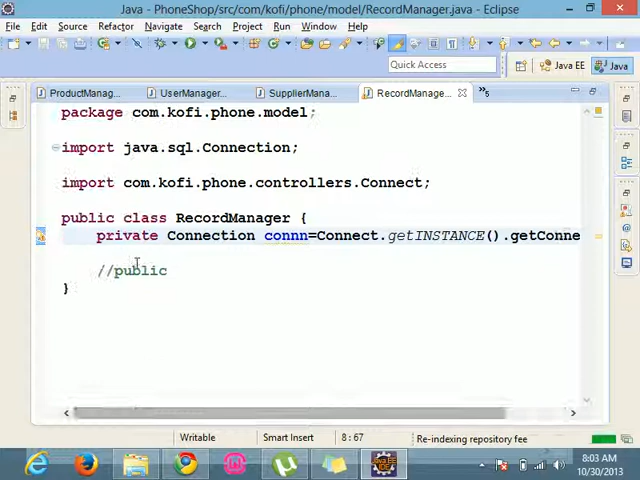 Java - PhoneShop/src/com/kofi/phone/model/RecordManager.java - Eclipse
File Edit Source Refactor Navigate Search Project Run Window Help
Quick Access
Java EE
Java
ProductManag...
UserManager...
SupplierMana...
RecordManage...
»5
package com.kofi.phone.model;
import java.sql.Connection;
import com.kofi.phone.controllers.Connect;
public class RecordManager {
private Connection connn=Connect.getINSTANCE().getConne
//public
}
Writable
Smart Insert
8 : 67
Re-indexing repository fee
8:03 AM
10/30/2013